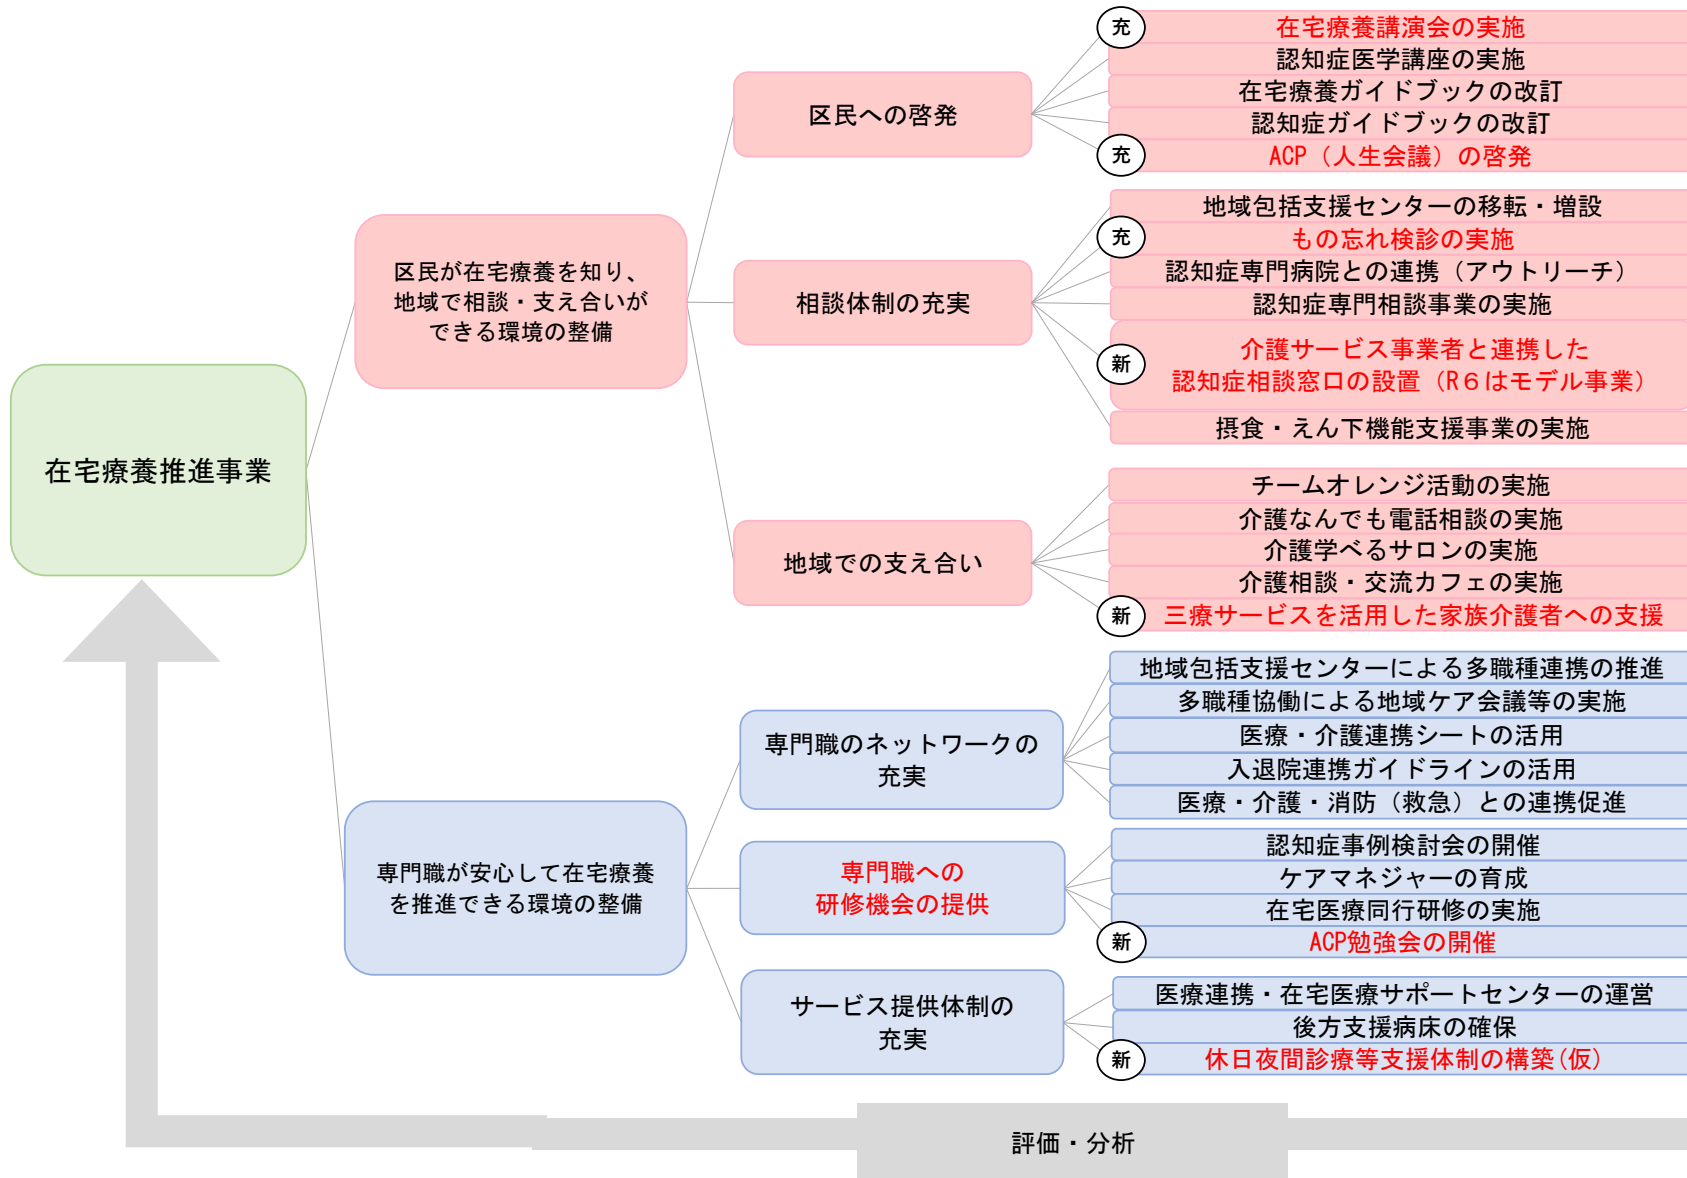 在宅療養推進事業
区民が在宅療養を知り、
地域で相談・支え合いが
できる環境の整備
区民への啓発
充
在宅療養講演会の実施
認知症医学講座の実施
在宅療養ガイドブックの改訂
認知症ガイドブックの改訂
充
ACP（人生会議）の啓発
相談体制の充実
地域包括支援センターの移転・増設
充
もの忘れ検診の実施
認知症専門病院との連携（アウトリーチ）
認知症専門相談事業の実施
新
介護サービス事業者と連携した
認知症相談窓口の設置（R６はモデル事業）
摂食・えん下機能支援事業の実施
地域での支え合い
チームオレンジ活動の実施
介護なんでも電話相談の実施
介護学べるサロンの実施
介護相談・交流カフェの実施
新
三療サービスを活用した家族介護者への支援
専門職が安心して在宅療養
を推進できる環境の整備
専門職のネットワークの
充実
地域包括支援センターによる多職種連携の推進
多職種協働による地域ケア会議等の実施
医療・介護連携シートの活用
入退院連携ガイドラインの活用
医療・介護・消防（救急）との連携促進
専門職への
研修機会の提供
認知症事例検討会の開催
ケアマネジャーの育成
在宅医療同行研修の実施
新
ACP勉強会の開催
サービス提供体制の
充実
医療連携・在宅医療サポートセンターの運営
後方支援病床の確保
新
休日夜間診療等支援体制の構築(仮)
評価・分析